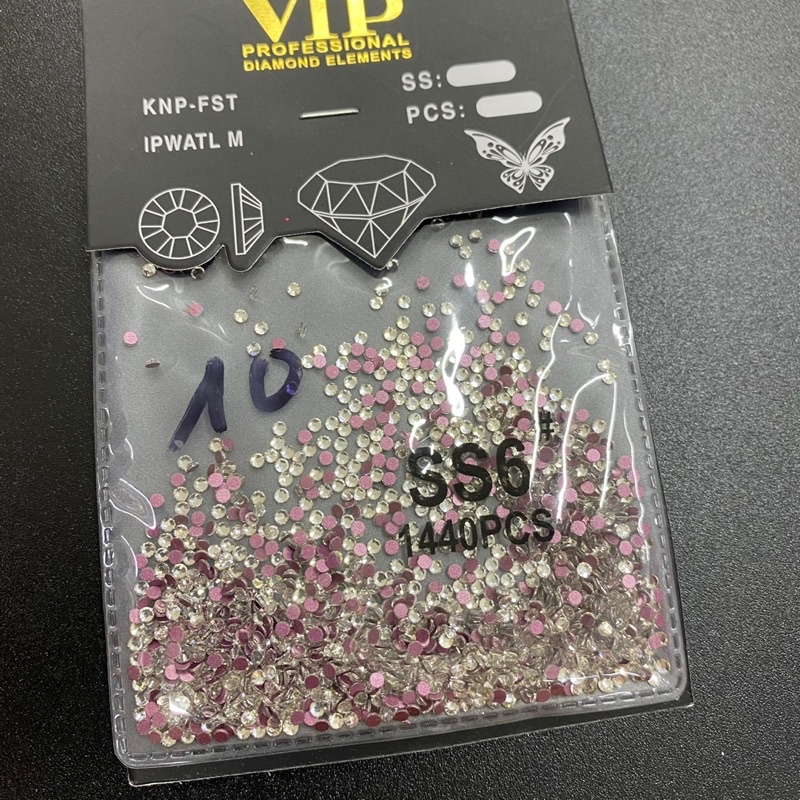 VIP
PROFESSIONAL
DIAMOND ELEMENTS
KNP-FST
IPWATL M
SS:
PCS:
10
SS6#
1440PCS